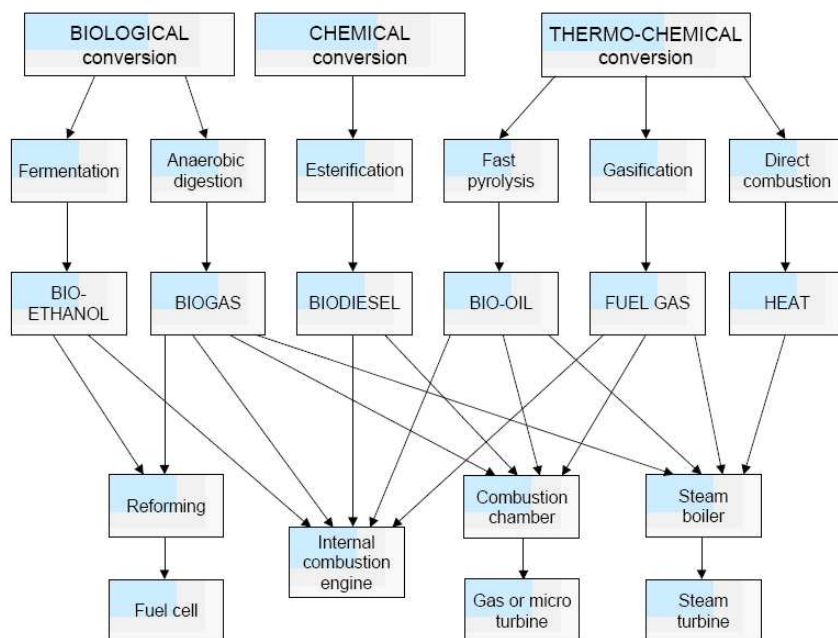 BIOLOGICAL
conversion
CHEMICAL
conversion
THERMO-CHEMICAL
conversion
Fermentation
Anaerobic
digestion
Esterification
Fast
pyrolysis
Gasification
Direct
combustion
BIO-
ETHANOL
BIOGAS
BIODIESEL
BIO-OIL
FUEL GAS
HEAT
Reforming
Internal
combustion
engine
Combustion
chamber
Steam
boiler
Fuel cell
Gas or micro
turbine
Steam
turbine